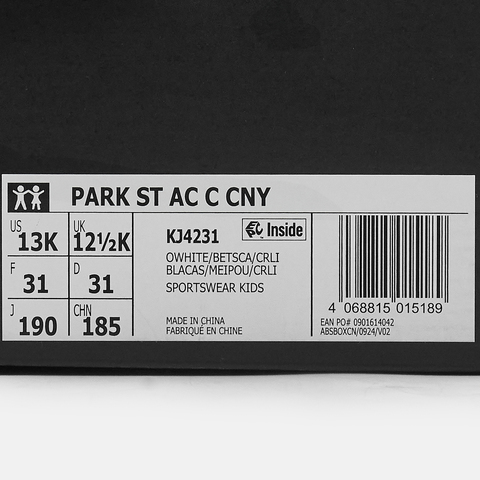 PARK ST AC C CNY
US 13K UK 12½K
F 31 D 31
J 190 CHN 185
KJ4231 Inside
OWHITE/BETSCA/CRLI
BLACAS/MEIPOU/CRLI
SPORTSWEAR KIDS
MADE IN CHINA
FABRIQUÉ EN CHINE
4 068815 015189
EAN PO# 0901614042
ABSBOXCN/0924/V02